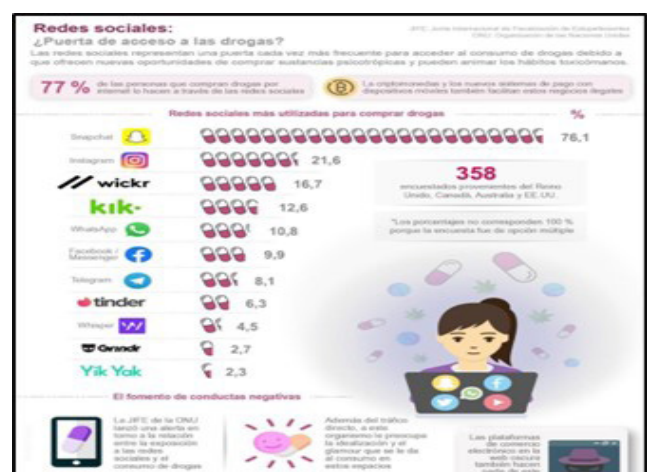 Redes sociales:
¿Puerta de acceso a las drogas?
JIFE: Junta Internacional de Fiscalización de Estupefacientes
ONU: Organización de las Naciones Unidas
Las redes sociales representan una puerta cada vez más frecuente para acceder al consumo de drogas debido a
que ofrecen nuevas oportunidades de comprar sustancias psicotrópicas y pueden animar los hábitos toxicómanos.
77 %
de las personas que compran drogas por
internet lo hacen a través de las redes sociales
La criptomonedas y los nuevos sistemas de pago con
dispositivos móviles también facilitan estos negocios ilegales
Redes sociales más utilizadas para comprar drogas
%
Snapchat 76,1
Instagram 21,6
wickr 16,7
kik· 12,6
WhatsApp 10,8
Facebook /
Messenger 9,9
Telegram 8,1
tinder 6,3
Whisper 4,5
Grindr 2,7
Yik Yak 2,3
358
encuestados provenientes del Reino
Unido, Canadá, Australia y EE.UU.
*Los porcentajes no corresponden 100 %
porque la encuesta fue de opción múltiple
El fomento de conductas negativas
La JIFE de la ONU
lanzó una alerta en
torno a la relación
entre la exposición
a las redes
sociales y el
consumo de drogas
Además del tráfico
directo, a este
organismo le preocupa
la idealización y el
glamour que se le da
al consumo en
estos espacios
Las plataformas
de comercio
electrónico en la
web oscura
también hacen